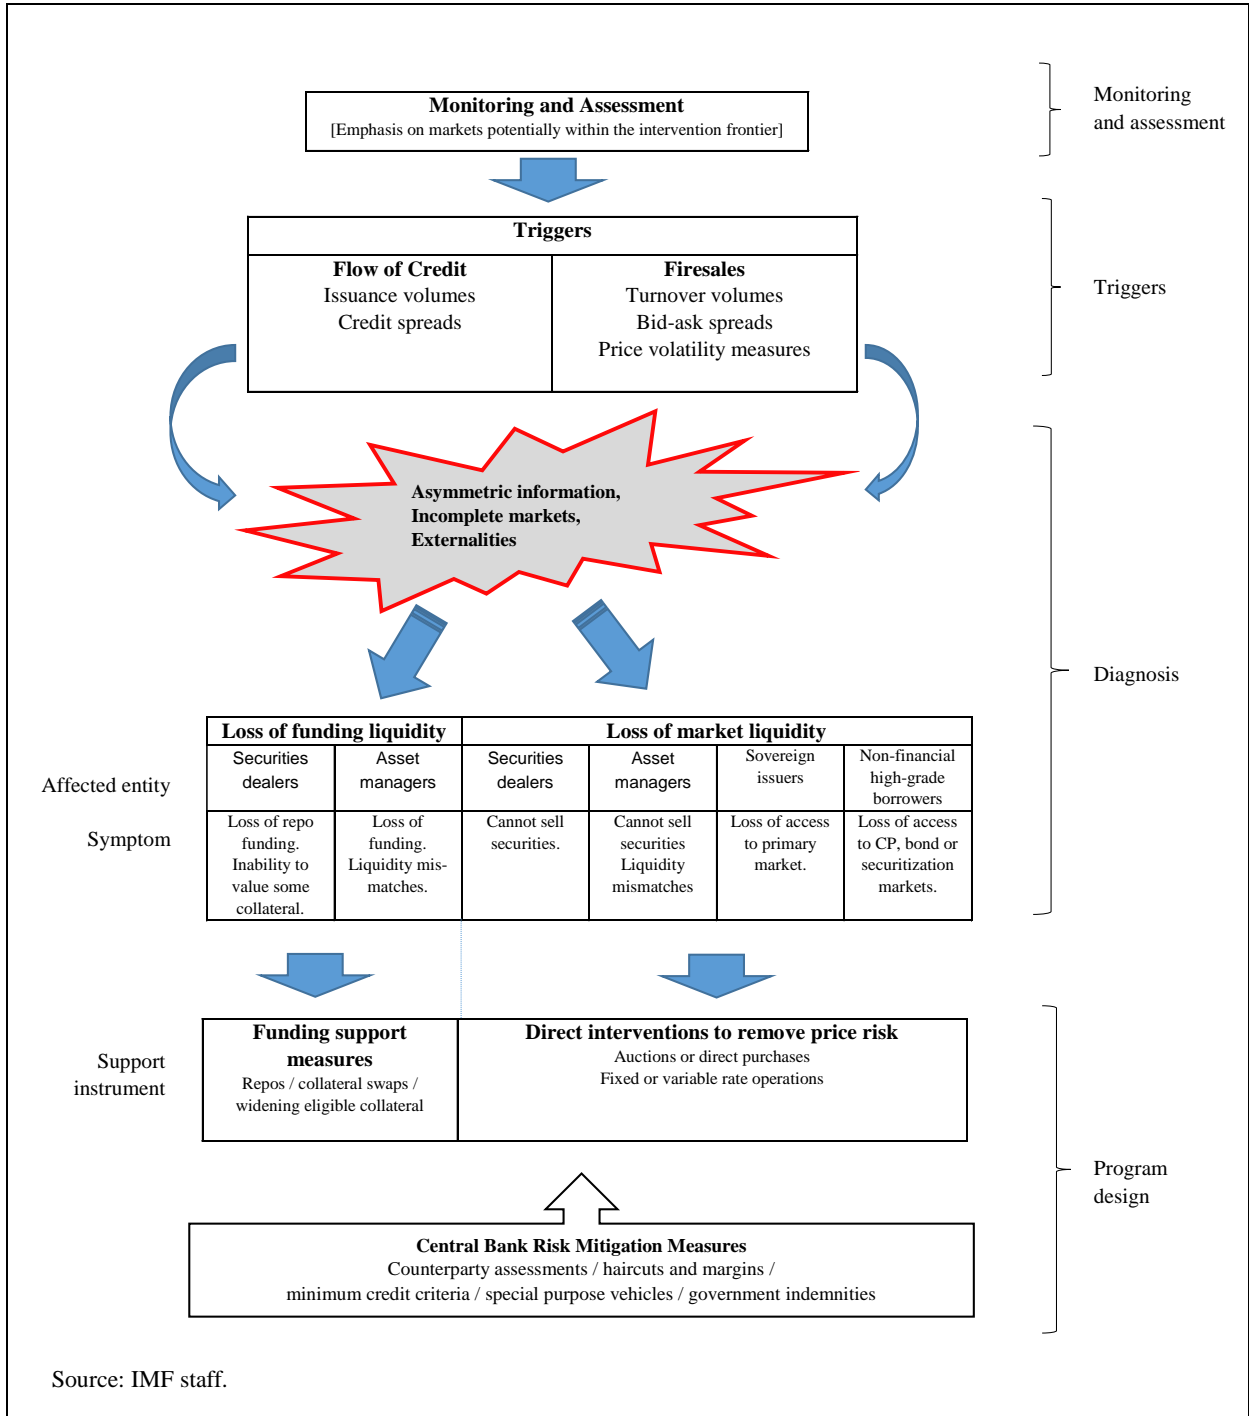 Monitoring and Assessment
[Emphasis on markets potentially within the intervention frontier]
Monitoring
and assessment
Triggers
Flow of Credit
Issuance volumes
Credit spreads
Firesales
Turnover volumes
Bid-ask spreads
Price volatility measures
Triggers
Asymmetric information,
Incomplete markets,
Externalities
Diagnosis
Loss of funding liquidity
Loss of market liquidity
Affected entity
Securities
dealers
Asset
managers
Securities
dealers
Asset
managers
Sovereign
issuers
Non-financial
high-grade
borrowers
Symptom
Loss of repo
funding.
Inability to
value some
collateral.
Loss of
funding.
Liquidity mis-
matches.
Cannot sell
securities.
Cannot sell
securities
Liquidity
mismatches
Loss of access
to primary
market.
Loss of access
to CP, bond or
securitization
markets.
Support
instrument
Funding support
measures
Repos / collateral swaps /
widening eligible collateral
Direct interventions to remove price risk
Auctions or direct purchases
Fixed or variable rate operations
Program
design
Central Bank Risk Mitigation Measures
Counterparty assessments / haircuts and margins /
minimum credit criteria / special purpose vehicles / government indemnities
Source: IMF staff.